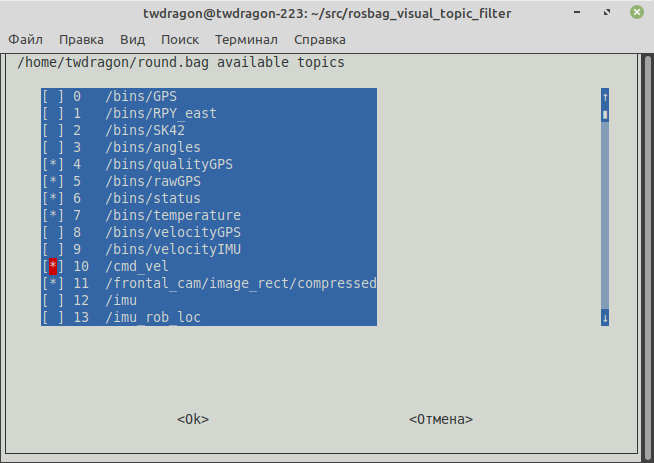 twdragon@twdragon-223: ~/src/rosbag_visual_topic_filter
Файл Правка Вид Поиск Терминал Справка
/home/twdragon/round.bag available topics
[ ] 0 /bins/GPS
[ ] 1 /bins/RPY_east
[ ] 2 /bins/SK42
[ ] 3 /bins/angles
[*] 4 /bins/qualityGPS
[*] 5 /bins/rawGPS
[*] 6 /bins/status
[*] 7 /bins/temperature
[ ] 8 /bins/velocityGPS
[ ] 9 /bins/velocityIMU
[*] 10 /cmd_vel
[*] 11 /frontal_cam/image_rect/compressed
[ ] 12 /imu
[ ] 13 /imu_rob_loc
<Ok> <Отмена>